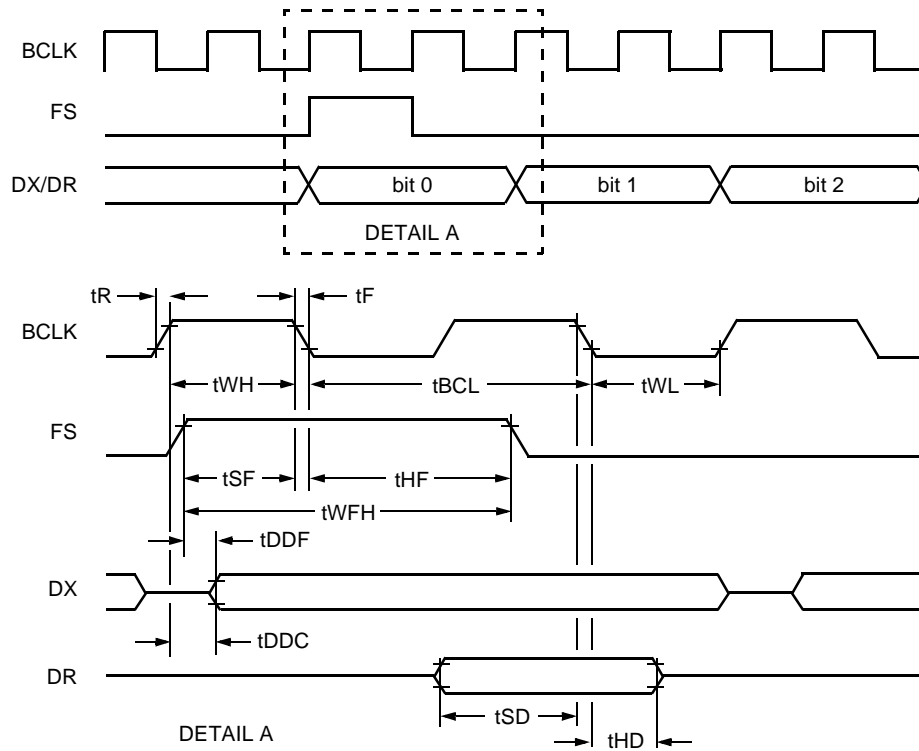 BCLK
FS
DX/DR
bit 0
bit 1
bit 2
DETAIL A
tR
tF
BCLK
tWH
tBCL
tWL
FS
tSF
tHF
tWFH
tDDF
DX
tDDC
DR
tSD
tHD
DETAIL A